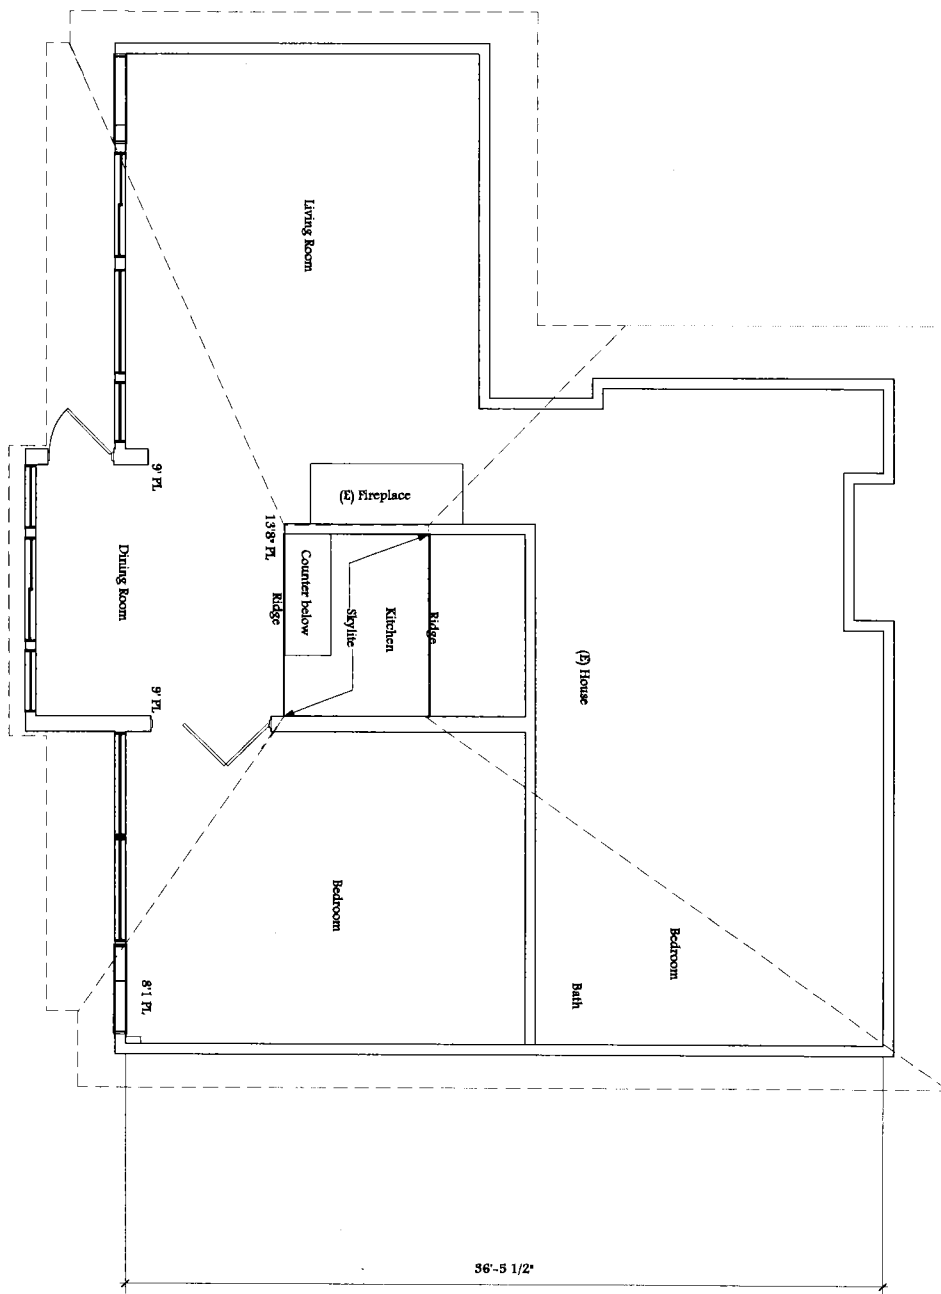 Living Room
(E) Fireplace
9' PL
13'8" PL
Dining Room
Ridge
Counter below
Skylite
Kitchen
Ridge
(E) House
9' PL
Bedroom
Bedroom
Bath
8'1 PL
36'-5 1/2"